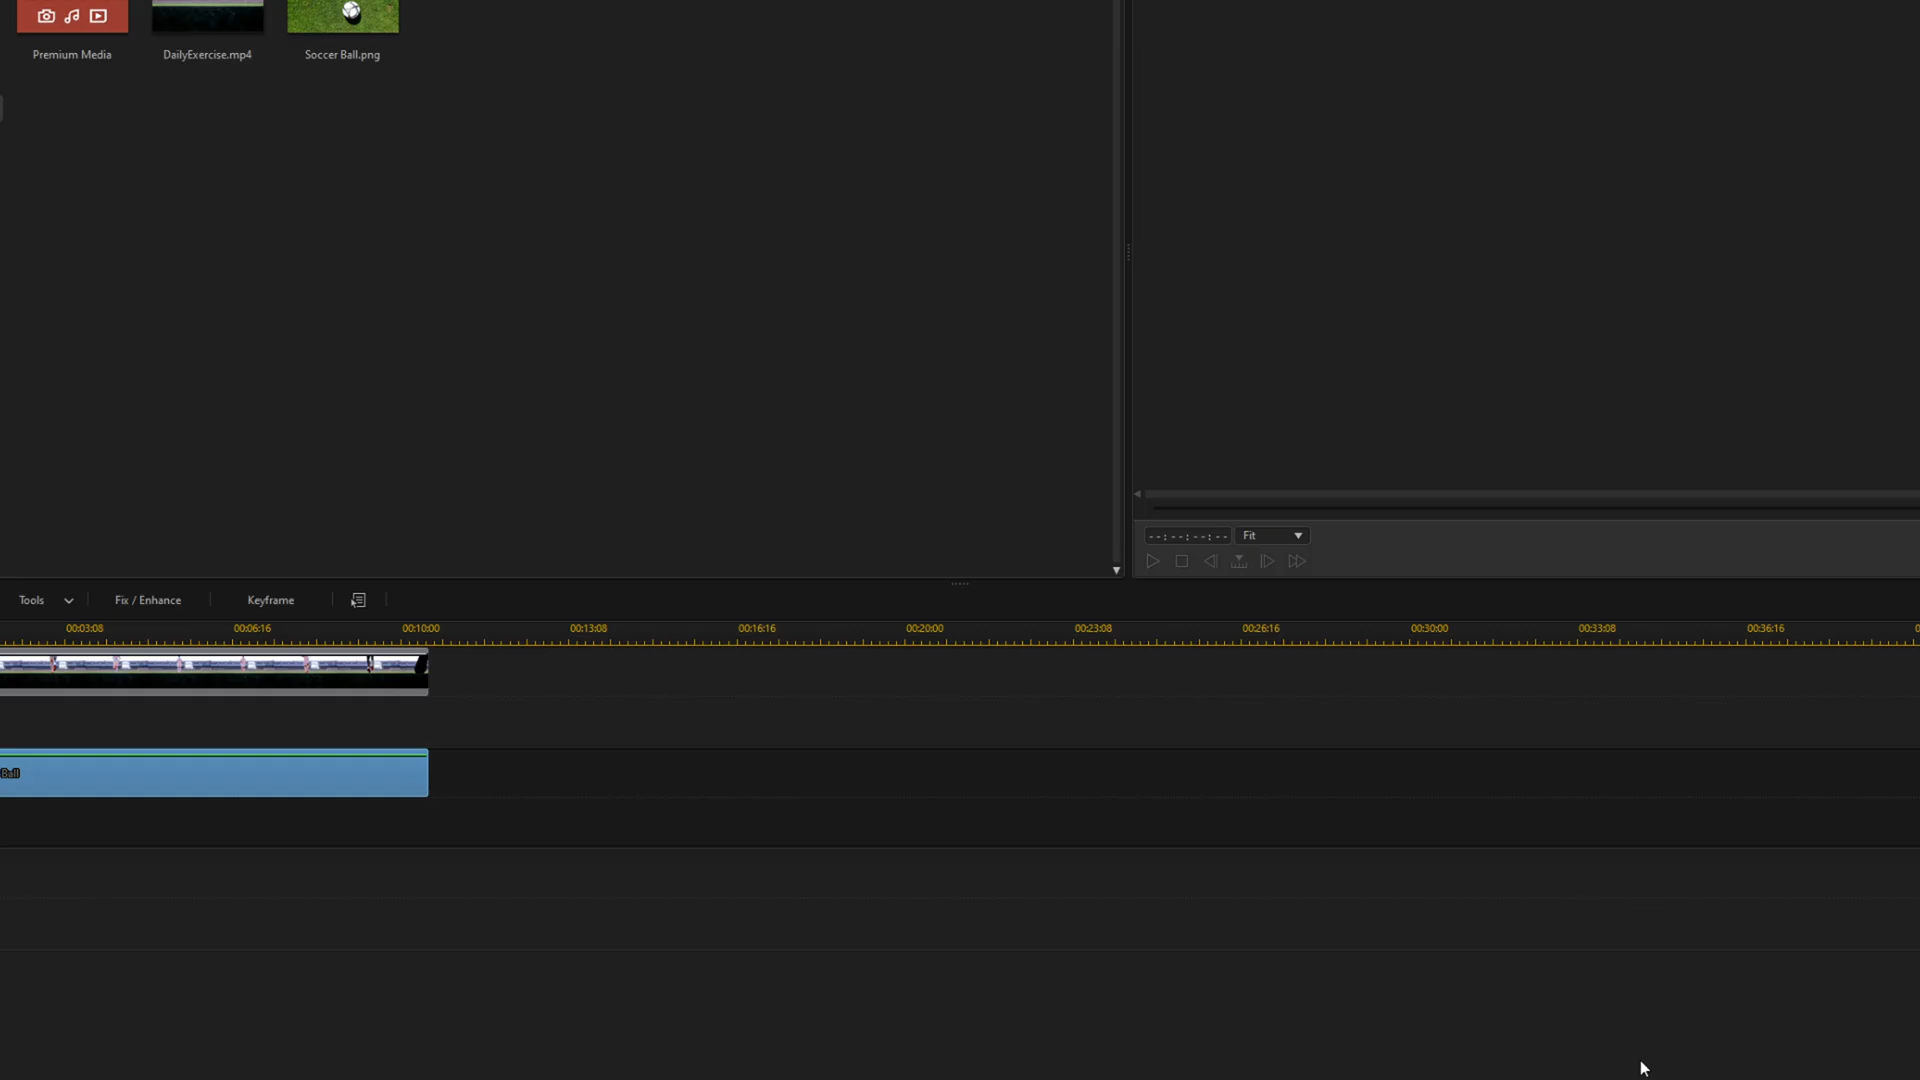 Premium Media DailyExercise.mp4 Soccer Ball.png
--:--:--:-- Fit
Tools Fix / Enhance Keyframe
00:03:08 00:06:16 00:10:00 00:13:08 00:16:16 00:20:00 00:23:08 00:26:16 00:30:00 00:33:08 00:36:16
Ball